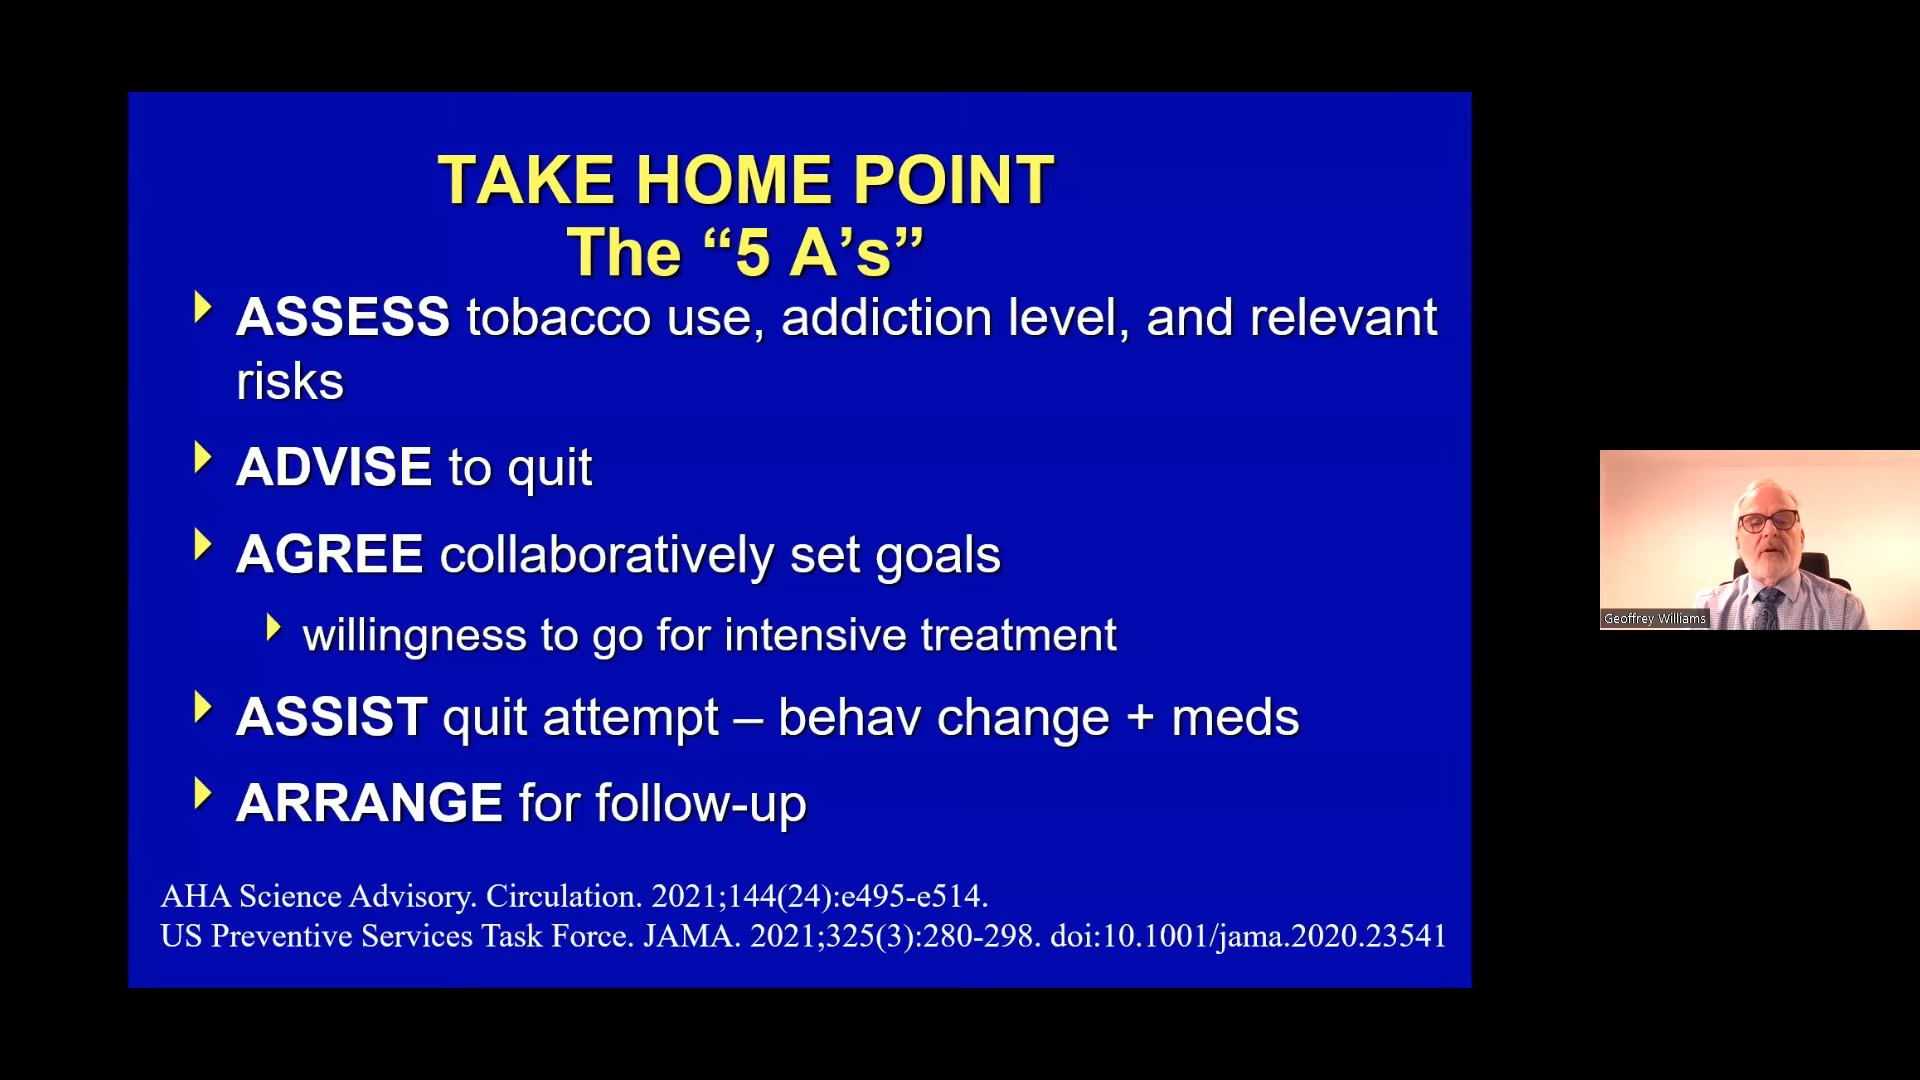 TAKE HOME POINT
The “5 A’s”
ASSESS tobacco use, addiction level, and relevant
risks
ADVISE to quit
AGREE collaboratively set goals
willingness to go for intensive treatment
ASSIST quit attempt – behav change + meds
ARRANGE for follow-up
AHA Science Advisory. Circulation. 2021;144(24):e495-e514.
US Preventive Services Task Force. JAMA. 2021;325(3):280-298. doi:10.1001/jama.2020.23541
Geoffrey Williams